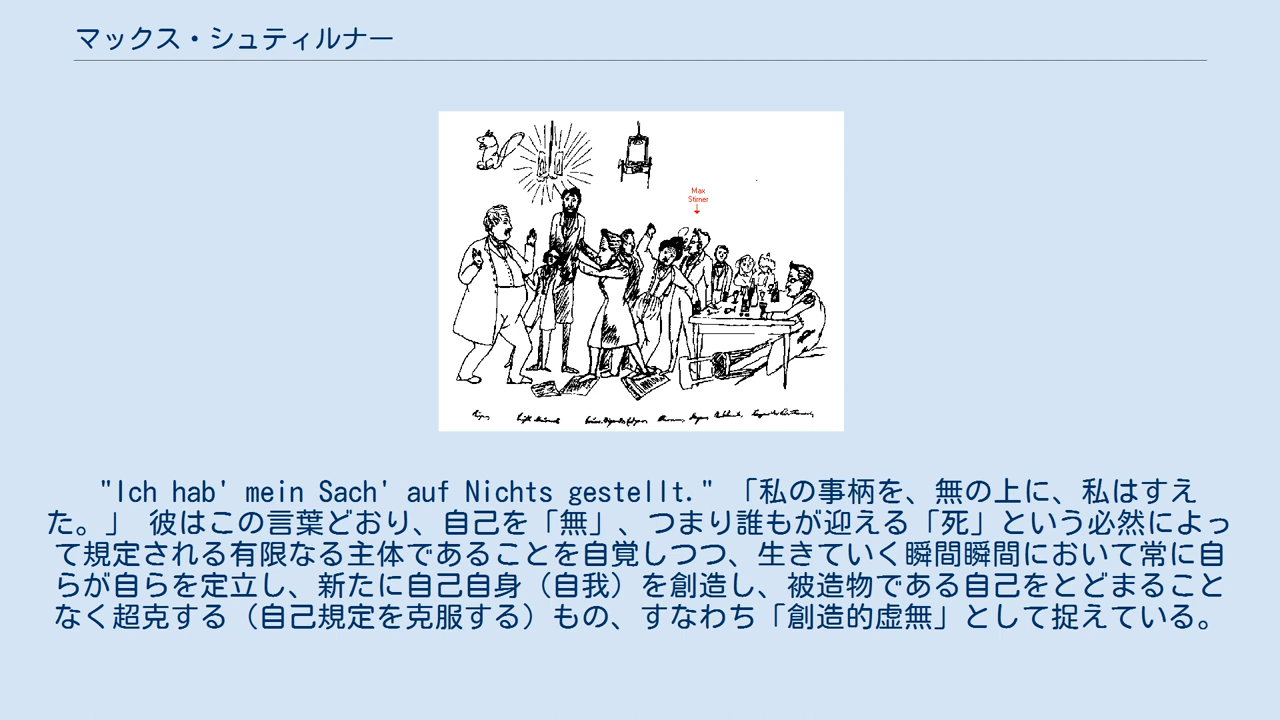 マックス・シュティルナー
Max
Stirner
"Ich hab' mein Sach' auf Nichts gestellt." 「私の事柄を、無の上に、私はすえ
た。」 彼はこの言葉どおり、自己を「無」、つまり誰もが迎える「死」という必然によっ
て規定される有限なる主体であることを自覚しつつ、生きていく瞬間瞬間において常に自
らが自らを定立し、新たに自己自身（自我）を創造し、被造物である自己をとどまること
なく超克する（自己規定を克服する）もの、すなわち「創造的虚無」として捉えている。